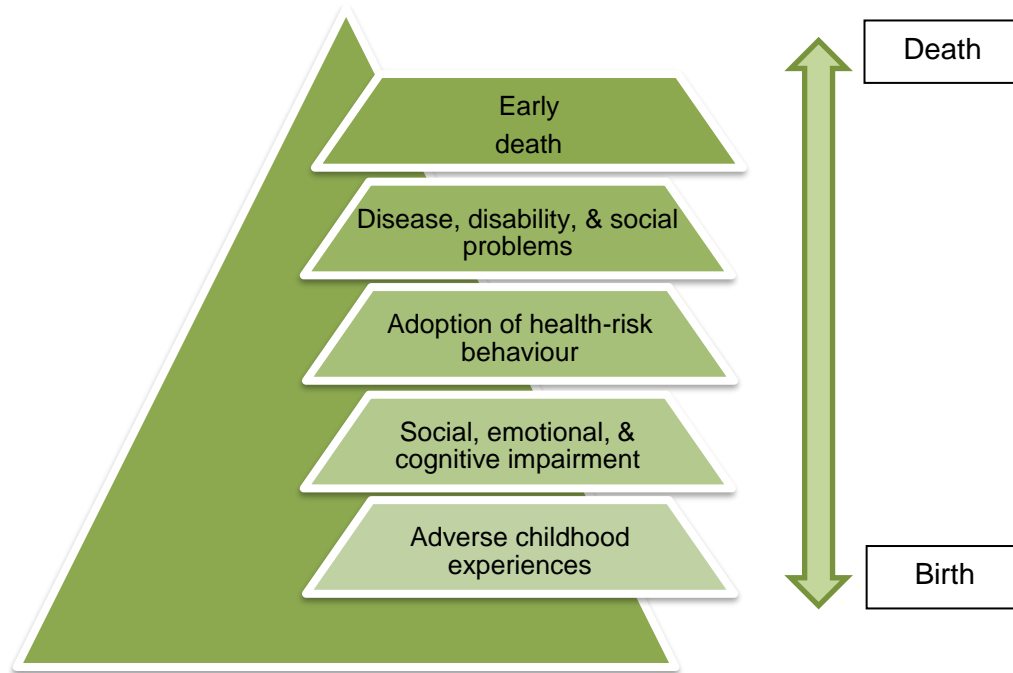 Death
Early
death
Disease, disability, & social
problems
Adoption of health-risk
behaviour
Social, emotional, &
cognitive impairment
Adverse childhood
experiences
Birth